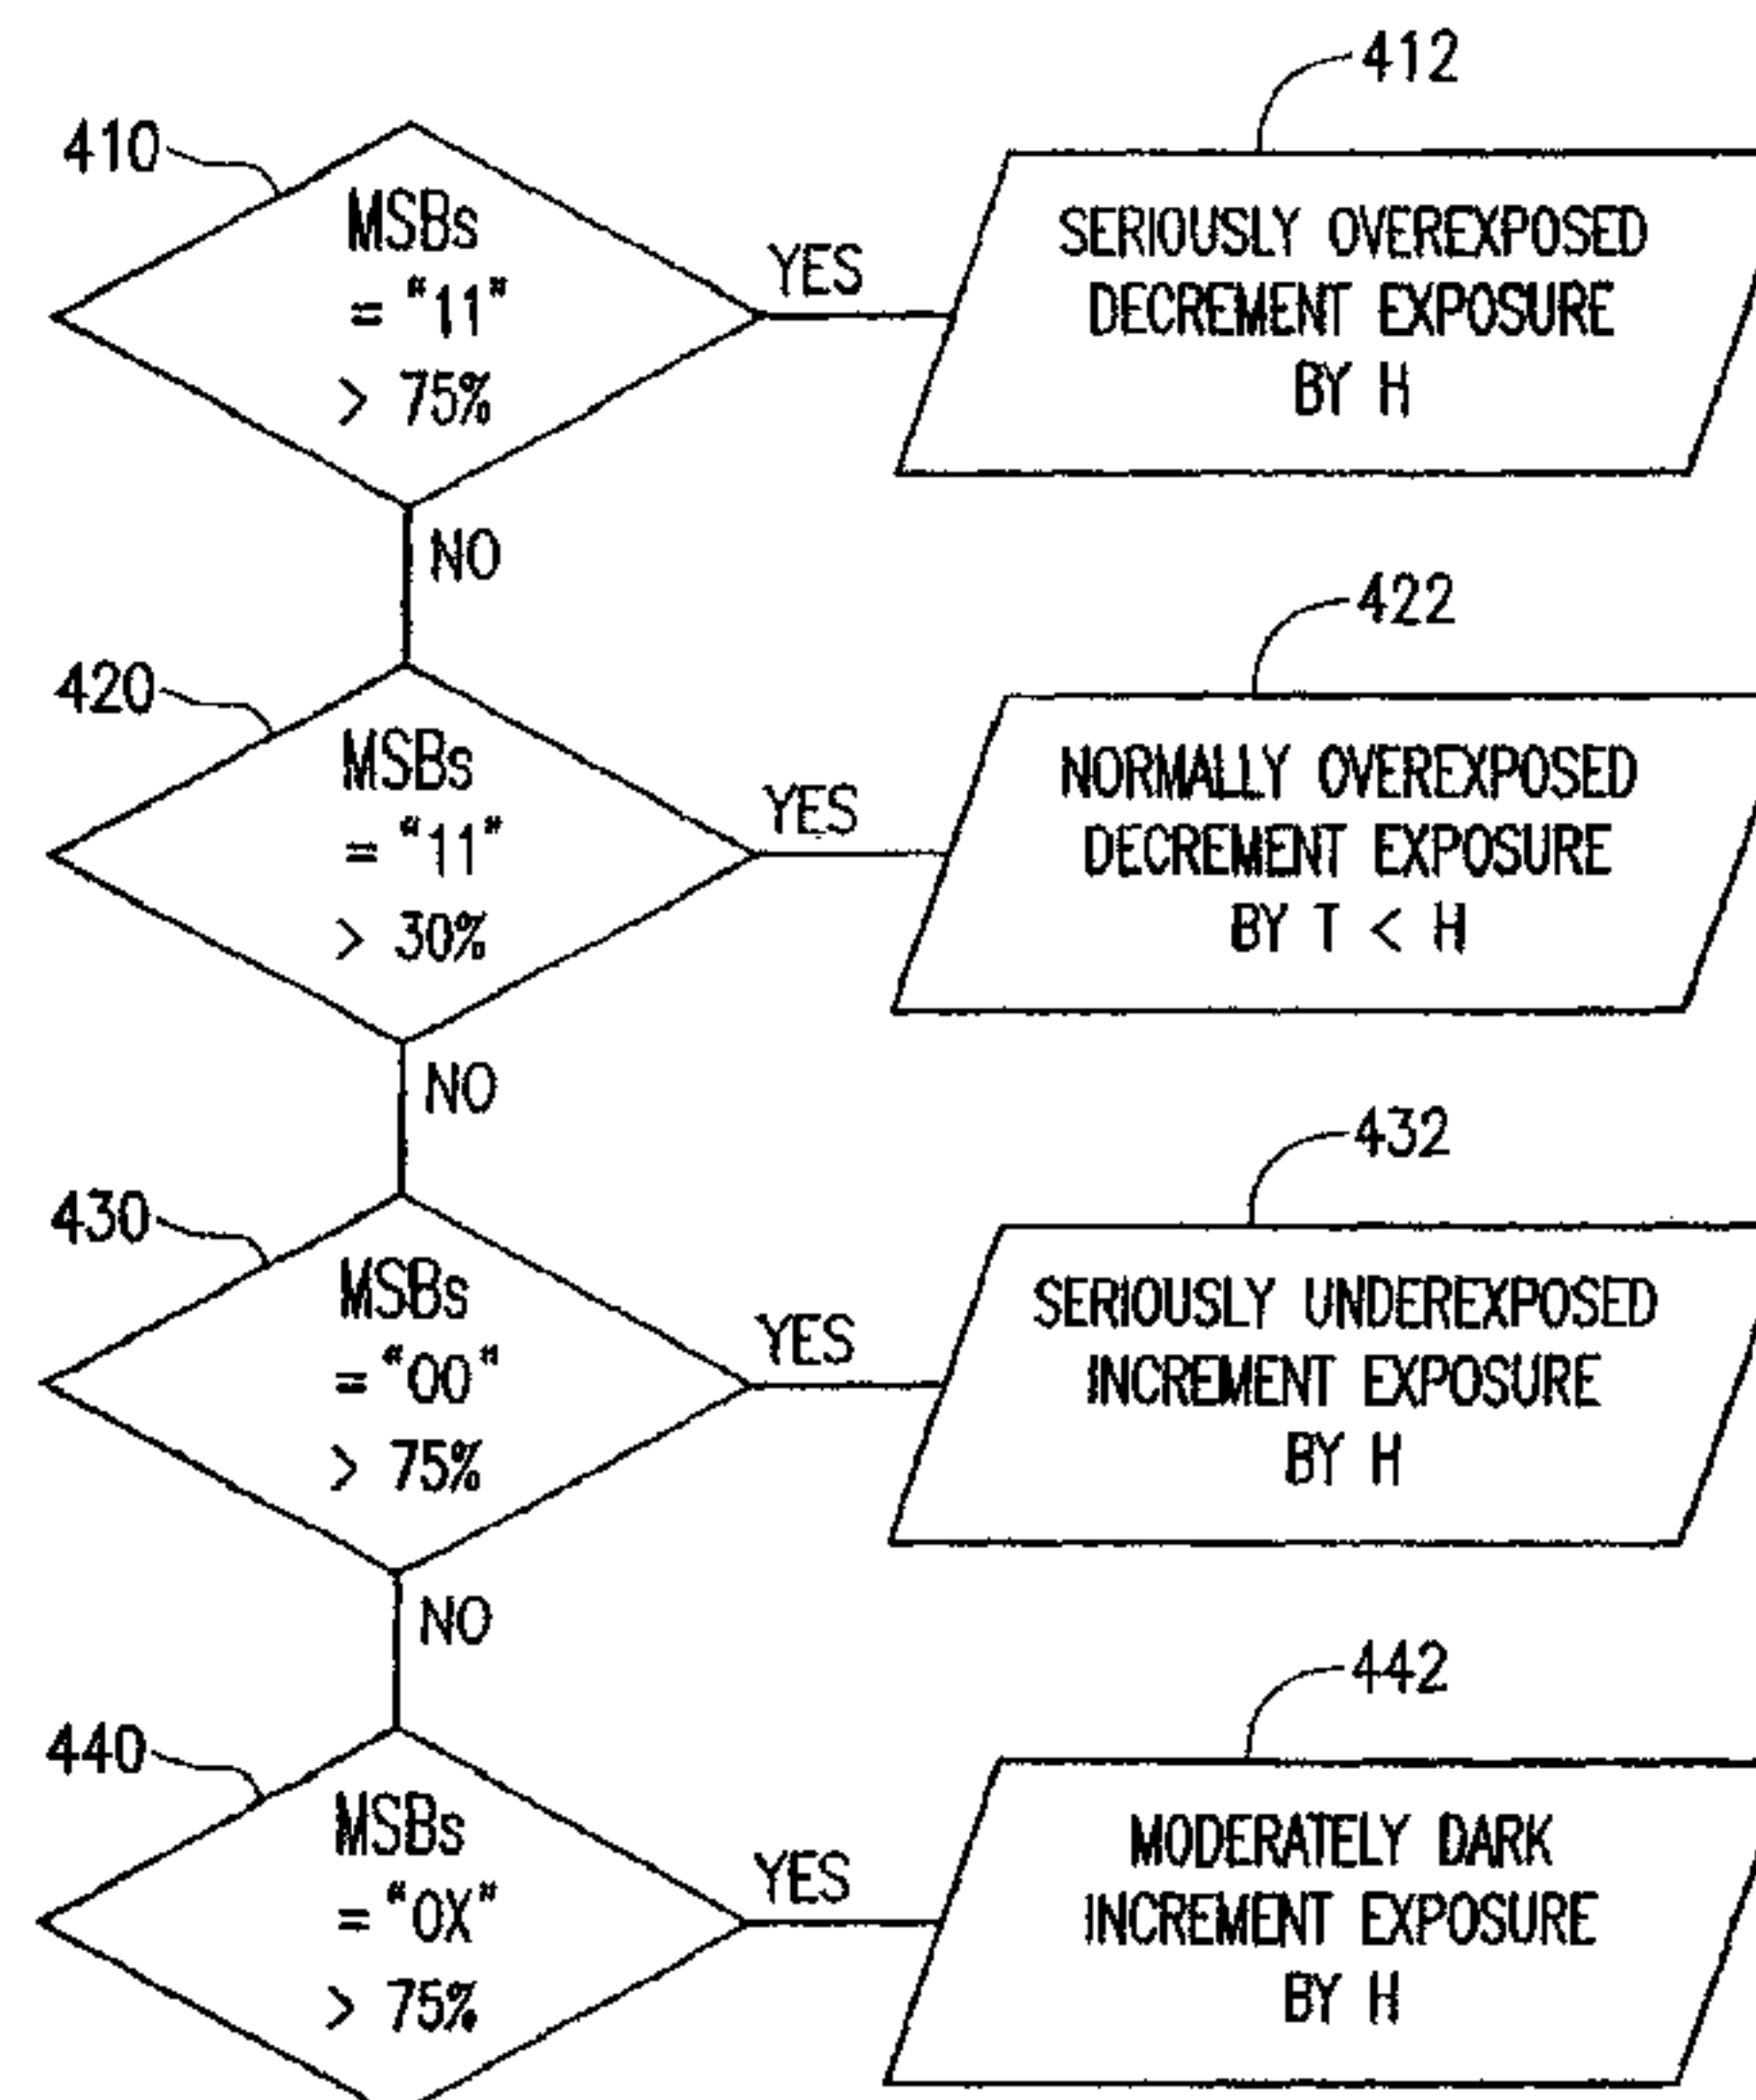 412
410
MSBs
= "11"
> 75%
YES
SERIOUSLY OVEREXPOSED
DECREMENT EXPOSURE
BY H
NO
422
420
MSBs
= "11"
> 30%
YES
NORMALLY OVEREXPOSED
DECREMENT EXPOSURE
BY T < H
NO
432
430
MSBs
= "00"
> 75%
YES
SERIOUSLY UNDEREXPOSED
INCREMENT EXPOSURE
BY H
NO
442
440
MSBs
= "0X"
> 75%
YES
MODERATELY DARK
INCREMENT EXPOSURE
BY H